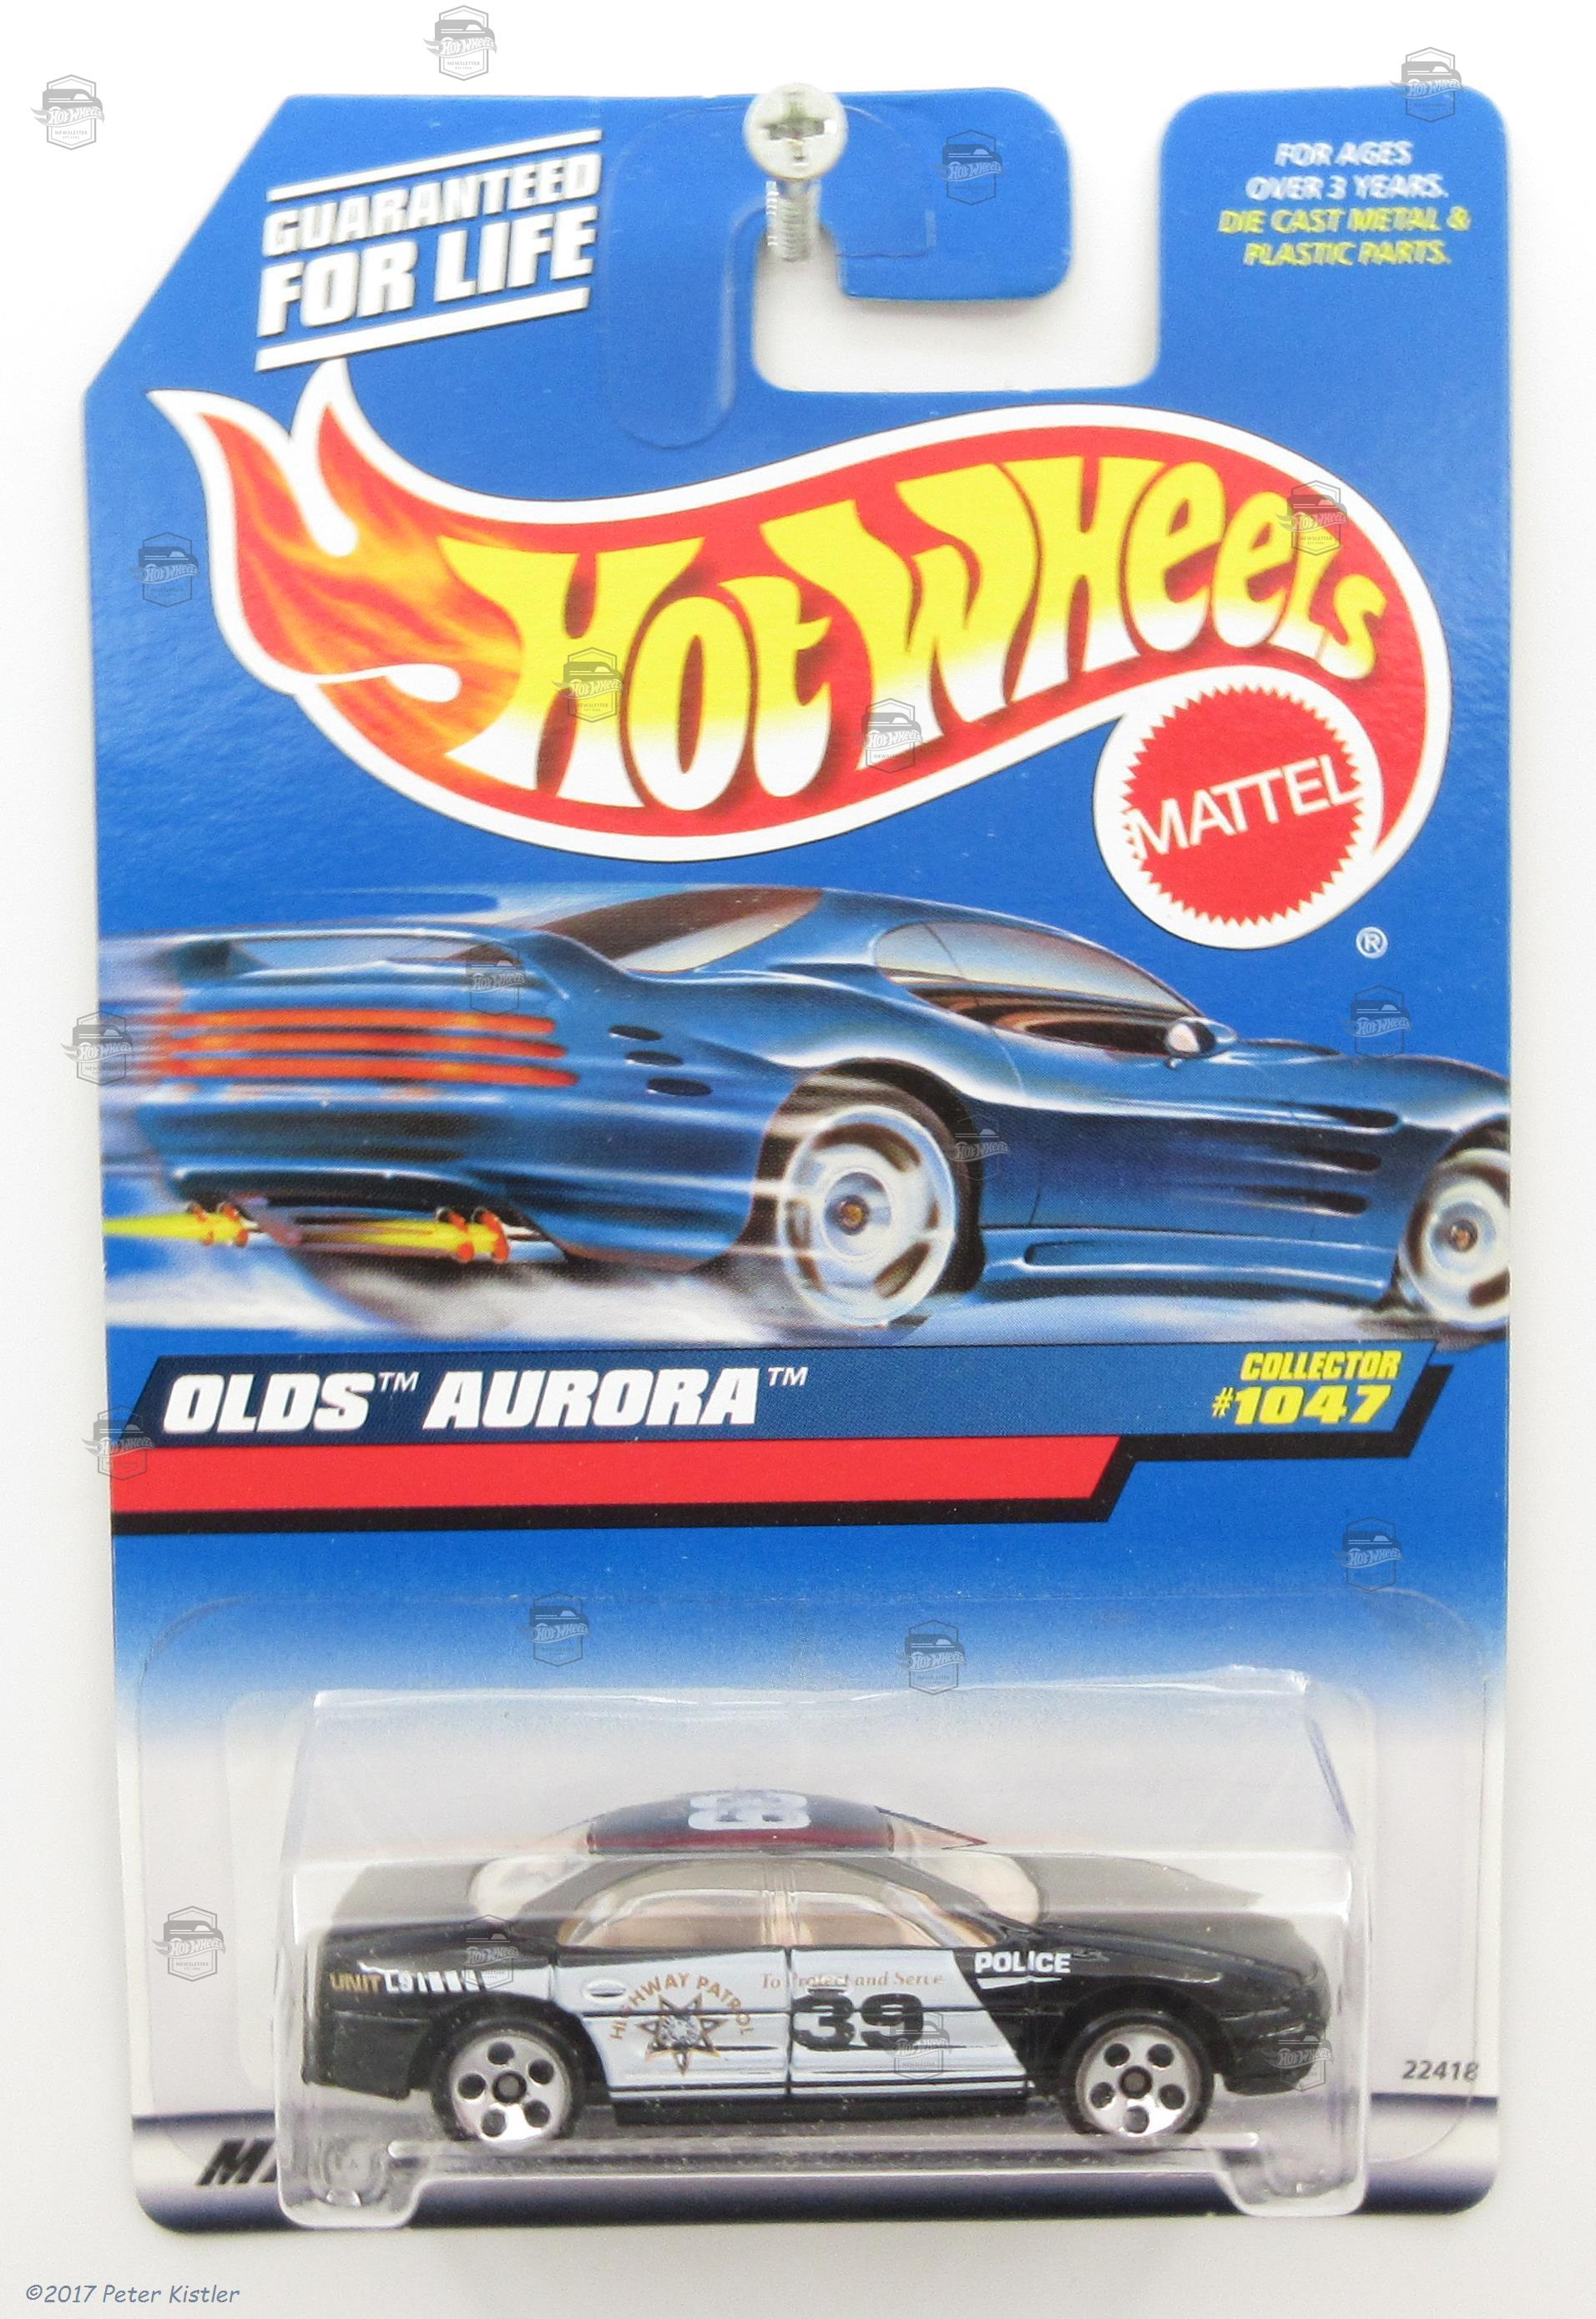 GUARANTEED
FOR LIFE
FOR AGES
OVER 3 YEARS.
DIE CAST METAL &
PLASTIC PARTS.
Hot Wheels
MATTEL
®
OLDS™ AURORA™
COLLECTOR
#1047
39
POLICE
UNIT
HIGHWAY PATROL
To Protect and Serve
39
22418
©2017 Peter Kistler